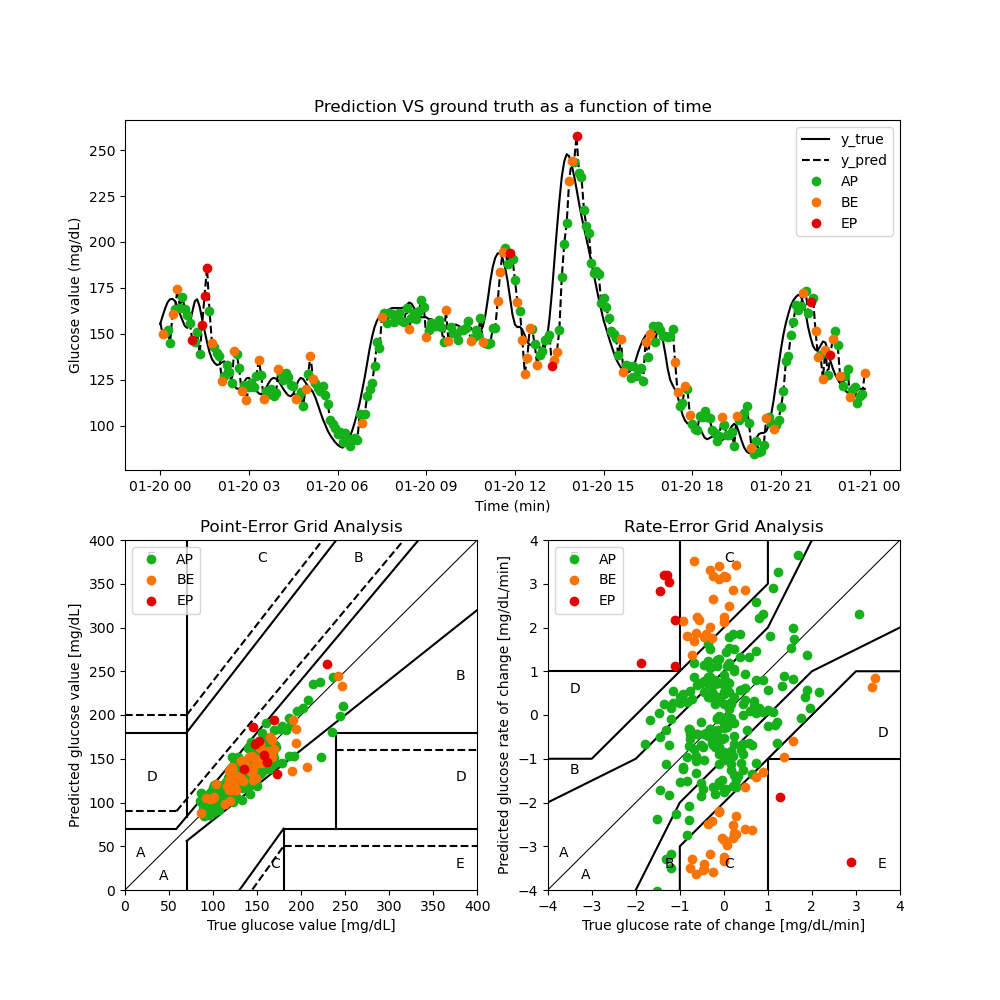 Prediction VS ground truth as a function of time
Glucose value (mg/dL)
250
225
200
175
150
125
100
y_true
y_pred
AP
BE
EP
01-20 00 01-20 03 01-20 06 01-20 09 01-20 12 01-20 15 01-20 18 01-20 21 01-21 00
Time (min)
Point-Error Grid Analysis
Predicted glucose value [mg/dL]
400
350
300
250
200
150
100
50
0
AP
BE
EP
C
B
B
D
D
A
A
C
E
0 50 100 150 200 250 300 350 400
True glucose value [mg/dL]
Rate-Error Grid Analysis
Predicted glucose rate of change [mg/dL/min]
4
3
2
1
0
−1
−2
−3
−4
AP
BE
EP
C
D
D
B
A
A
B
C
E
−4 −3 −2 −1 0 1 2 3 4
True glucose rate of change [mg/dL/min]